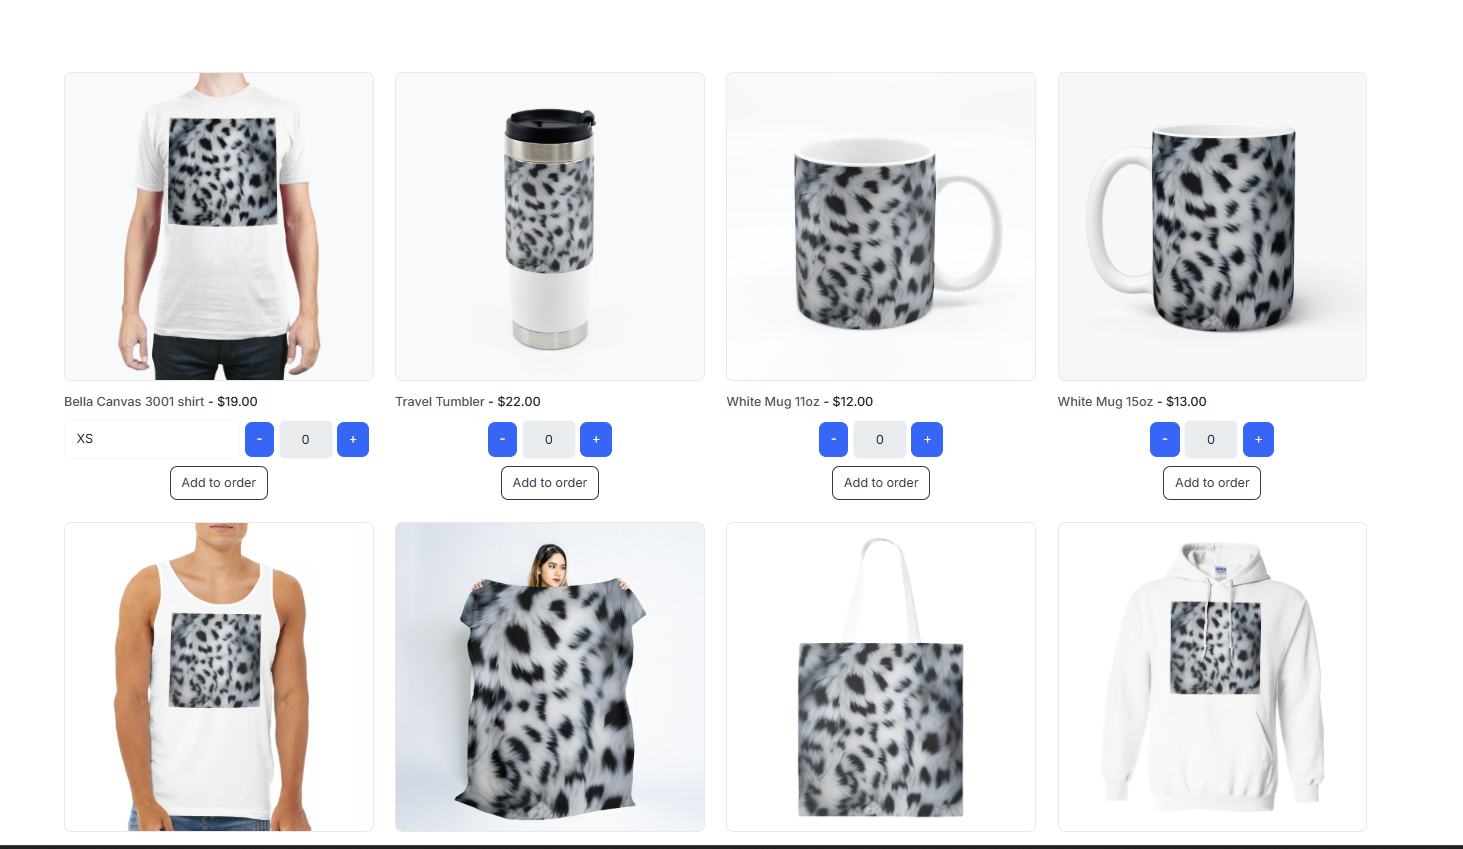 Bella Canvas 3001 shirt - $19.00
Travel Tumbler - $22.00
White Mug 11oz - $12.00
White Mug 15oz - $13.00
XS - 0 +
- 0 +
- 0 +
- 0 +
Add to order
Add to order
Add to order
Add to order